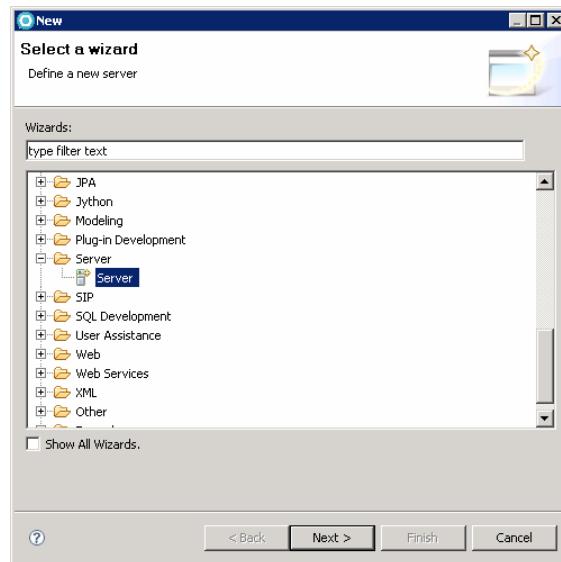 New
Select a wizard
Define a new server
Wizards:
type filter text
JPA
Jython
Modeling
Plug-in Development
Server
Server
SIP
SQL Development
User Assistance
Web
Web Services
XML
Other
Show All Wizards.
< Back Next > Finish Cancel